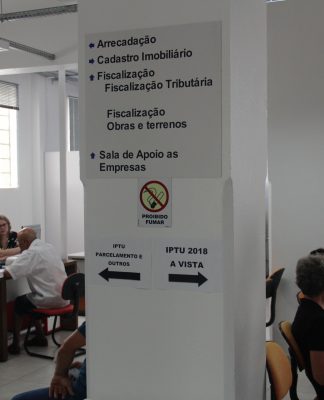 Arrecadação
Cadastro Imobiliário
Fiscalização
Fiscalização Tributária
Fiscalização
Obras e terrenos
Sala de Apoio as
Empresas
PROIBIDO
FUMAR
IPTU
PARCELAMENTO E
OUTROS
IPTU 2018
A VISTA